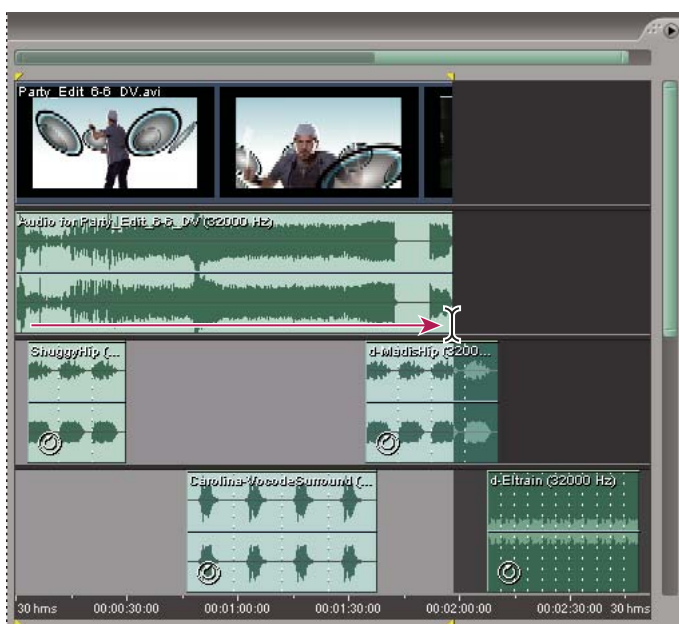 Party_Edit_6-6_DV.avi
Audio for Party_Edit_6-6_DV (32000 Hz)
ShuggyHip (...
d-MadisHip (3200...
Carolina-VocodeSurround (...
d-Eltrain (32000 Hz)
30 hms 00:00:30:00 00:01:00:00 00:01:30:00 00:02:00:00 00:02:30:00 30 hms